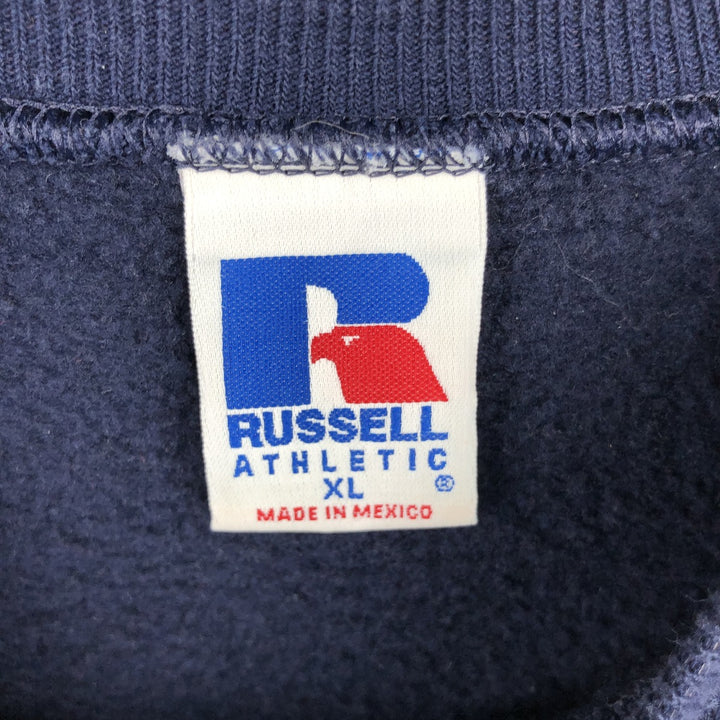 R
RUSSELL
ATHLETIC
XL ®
MADE IN MEXICO